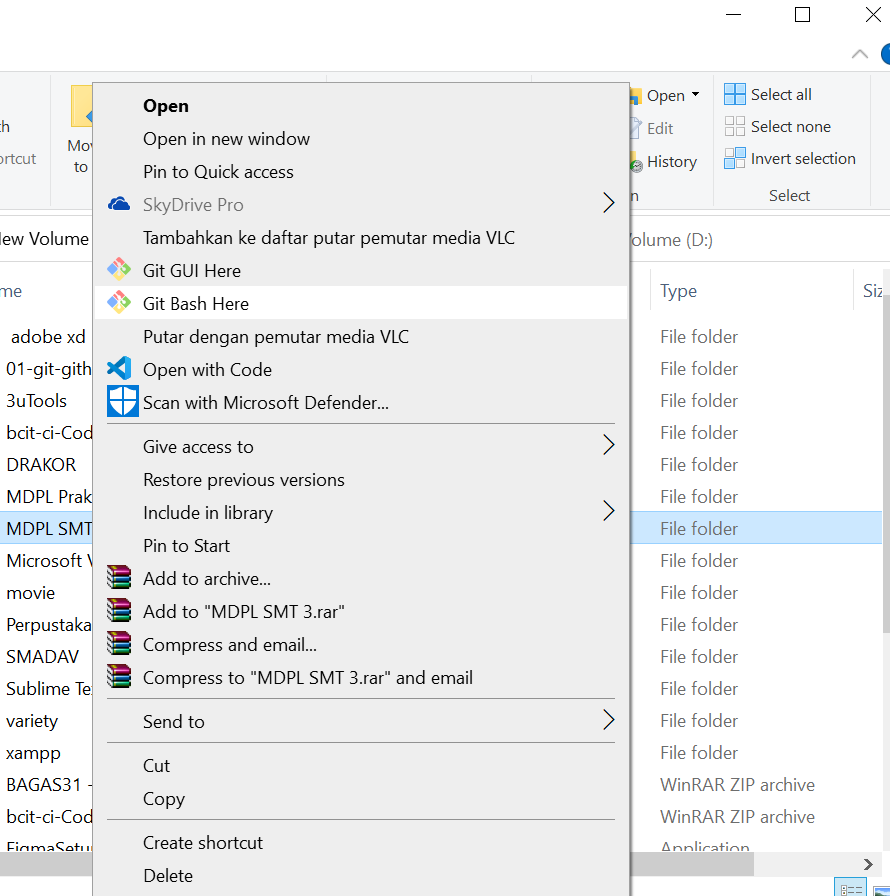 Open
Select all
Edit
Select none
History
Invert selection
Select
Mov
to
ortcut
Open
Open in new window
Pin to Quick access
SkyDrive Pro
Tambahkan ke daftar putar pemutar media VLC
Git GUI Here
Git Bash Here
Putar dengan pemutar media VLC
Open with Code
Scan with Microsoft Defender...
Give access to
Restore previous versions
Include in library
Pin to Start
Add to archive...
Add to "MDPL SMT 3.rar"
Compress and email...
Compress to "MDPL SMT 3.rar" and email
Send to
Cut
Copy
Create shortcut
Delete
ew Volume
olume (D:)
me
Type
Siz
adobe xd
File folder
01-git-gith
File folder
3uTools
File folder
bcit-ci-Cod
File folder
DRAKOR
File folder
MDPL Prak
File folder
MDPL SMT
File folder
Microsoft V
File folder
movie
File folder
Perpustaka
File folder
SMADAV
File folder
Sublime Te
File folder
variety
File folder
xampp
File folder
BAGAS31 -
WinRAR ZIP archive
bcit-ci-Cod
WinRAR ZIP archive
FigmaSetu
Application